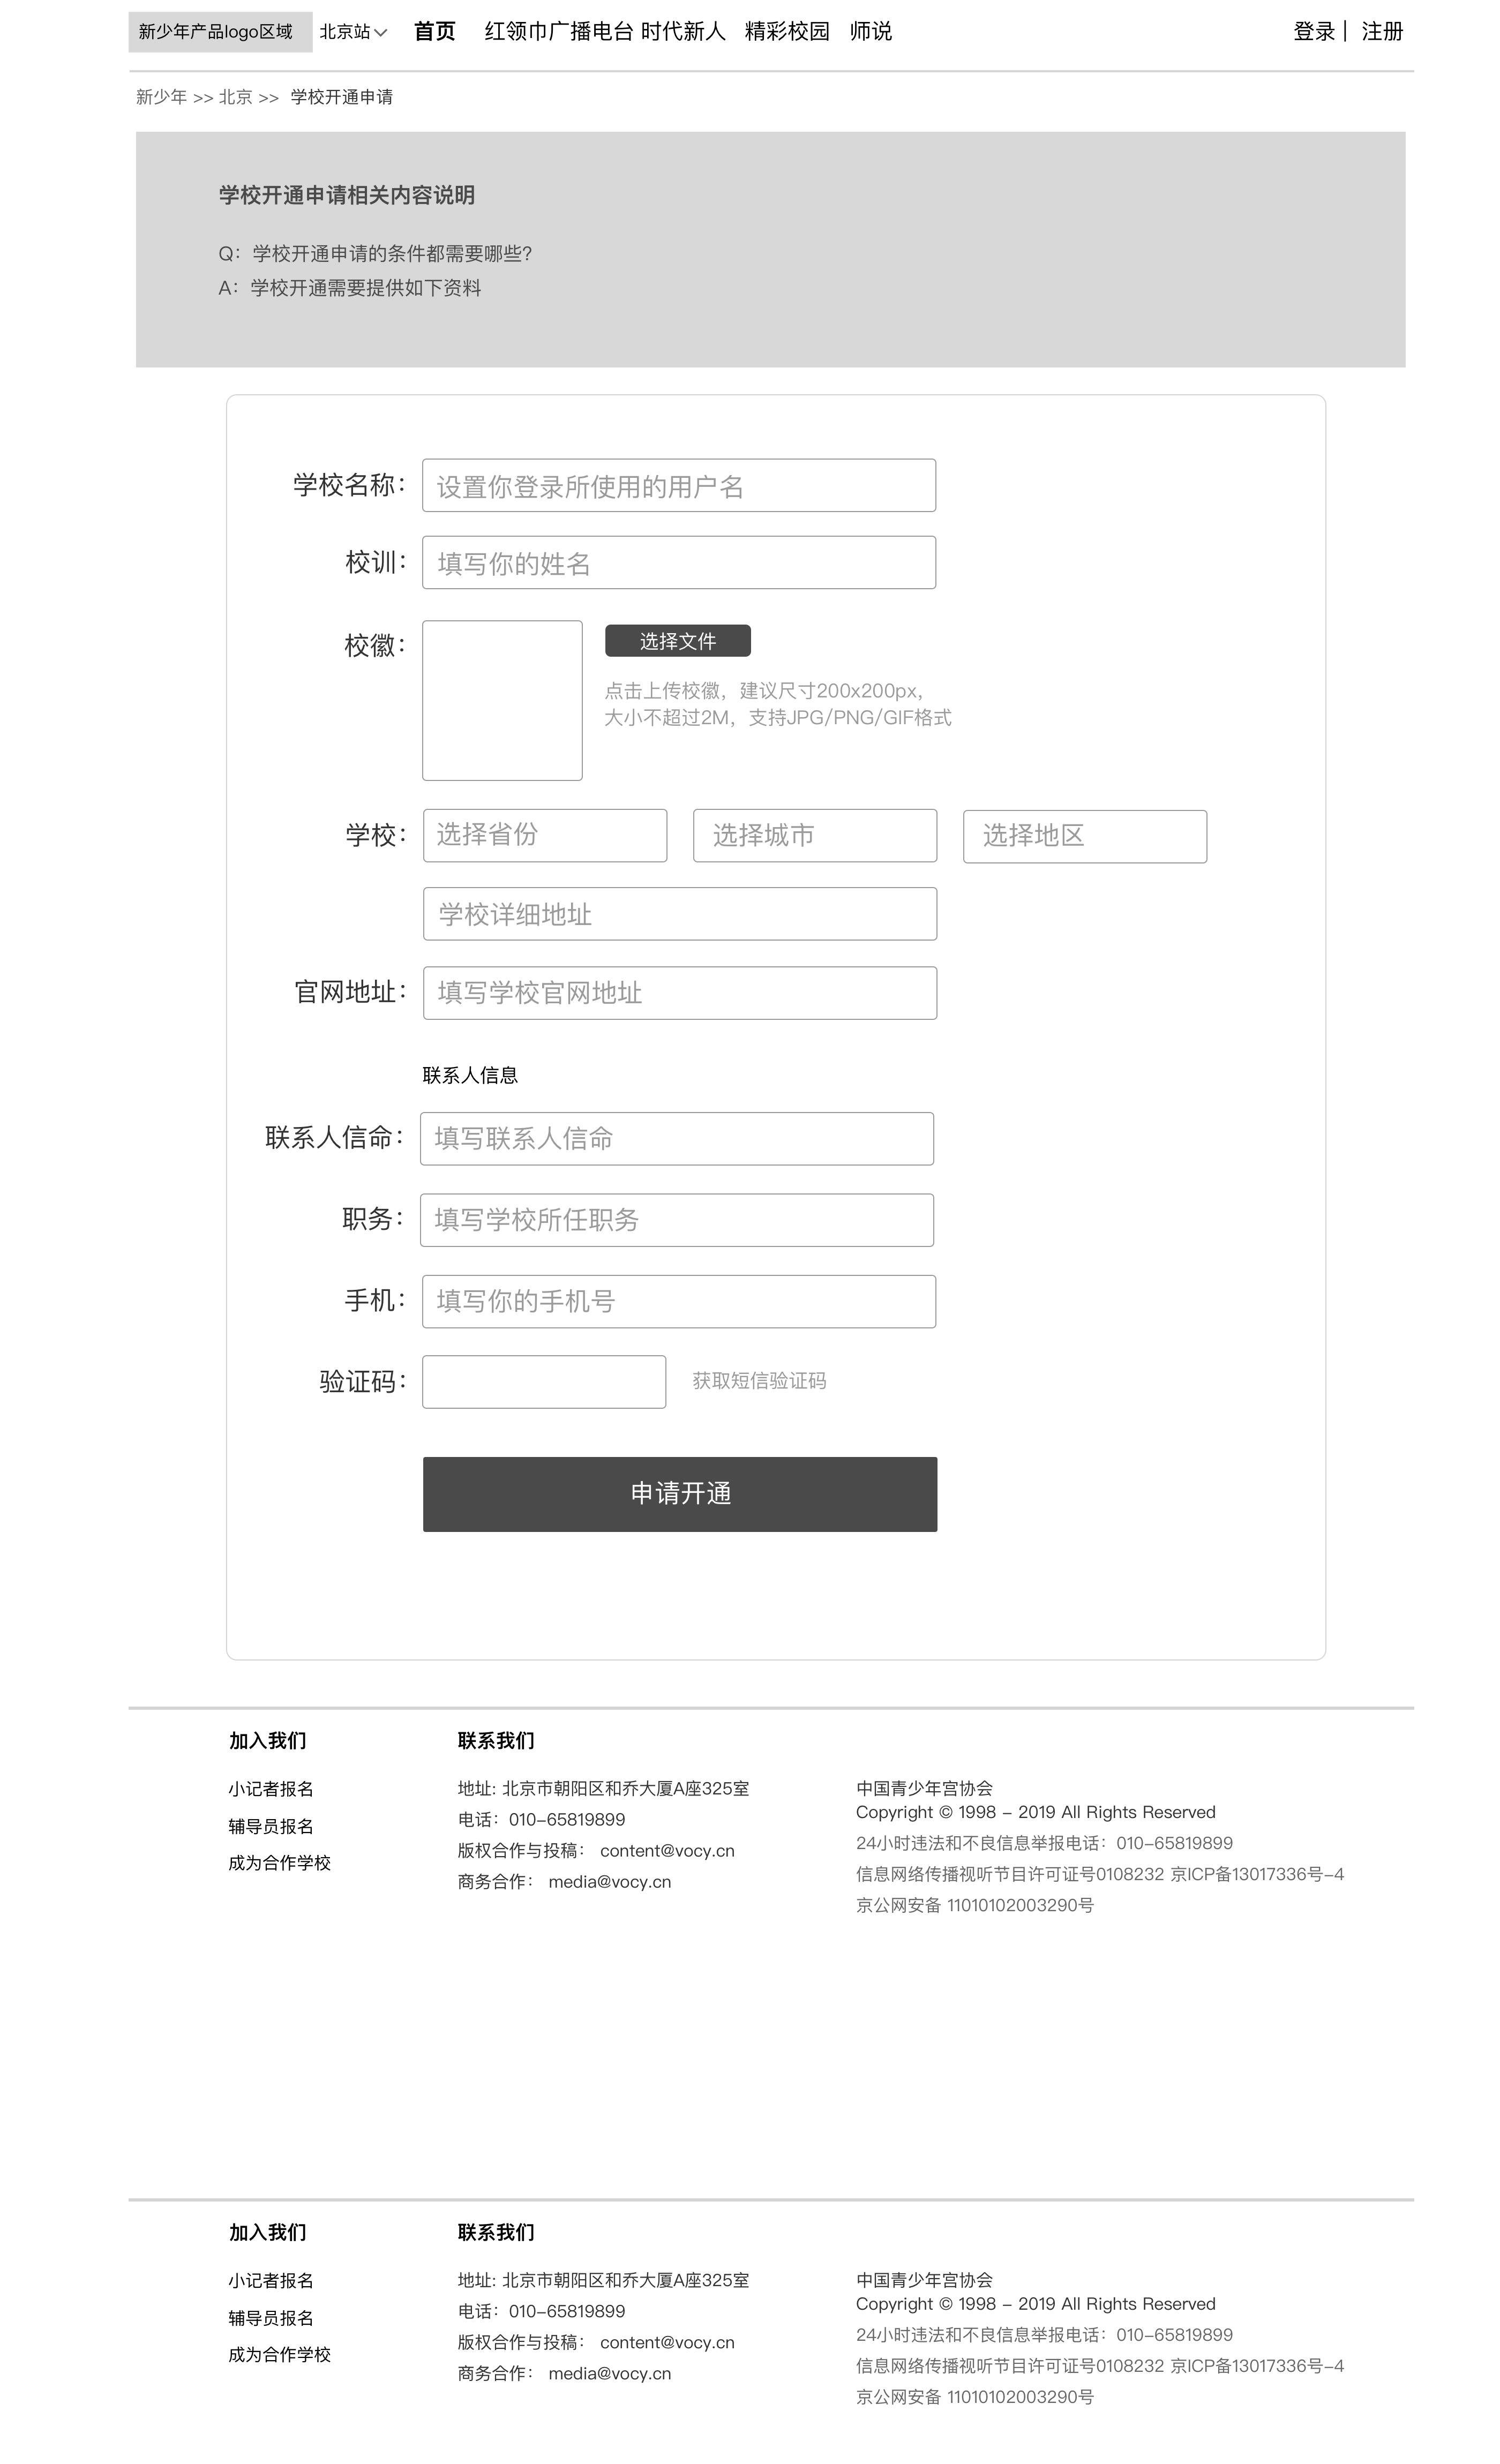 新少年产品logo区域 北京站 首页 红领巾广播电台 时代新人 精彩校园 师说 登录 | 注册
新少年 >> 北京 >> 学校开通申请
学校开通申请相关内容说明
Q：学校开通申请的条件都需要哪些？
A：学校开通需要提供如下资料
学校名称： 设置你登录所使用的用户名
校训： 填写你的姓名
校徽： 选择文件
点击上传校徽，建议尺寸200x200px，
大小不超过2M，支持JPG/PNG/GIF格式
学校： 选择省份 选择城市 选择地区
学校详细地址
官网地址： 填写学校官网地址
联系人信息
联系人信命： 填写联系人信命
职务： 填写学校所任职务
手机： 填写你的手机号
验证码： 获取短信验证码
申请开通
加入我们
小记者报名
辅导员报名
成为合作学校
联系我们
地址: 北京市朝阳区和乔大厦A座325室
电话：010-65819899
版权合作与投稿： content@vocy.cn
商务合作： media@vocy.cn
中国青少年宫协会
Copyright © 1998 - 2019 All Rights Reserved
24小时违法和不良信息举报电话：010-65819899
信息网络传播视听节目许可证号0108232 京ICP备13017336号-4
京公网安备 11010102003290号
加入我们
小记者报名
辅导员报名
成为合作学校
联系我们
地址: 北京市朝阳区和乔大厦A座325室
电话：010-65819899
版权合作与投稿： content@vocy.cn
商务合作： media@vocy.cn
中国青少年宫协会
Copyright © 1998 - 2019 All Rights Reserved
24小时违法和不良信息举报电话：010-65819899
信息网络传播视听节目许可证号0108232 京ICP备13017336号-4
京公网安备 11010102003290号